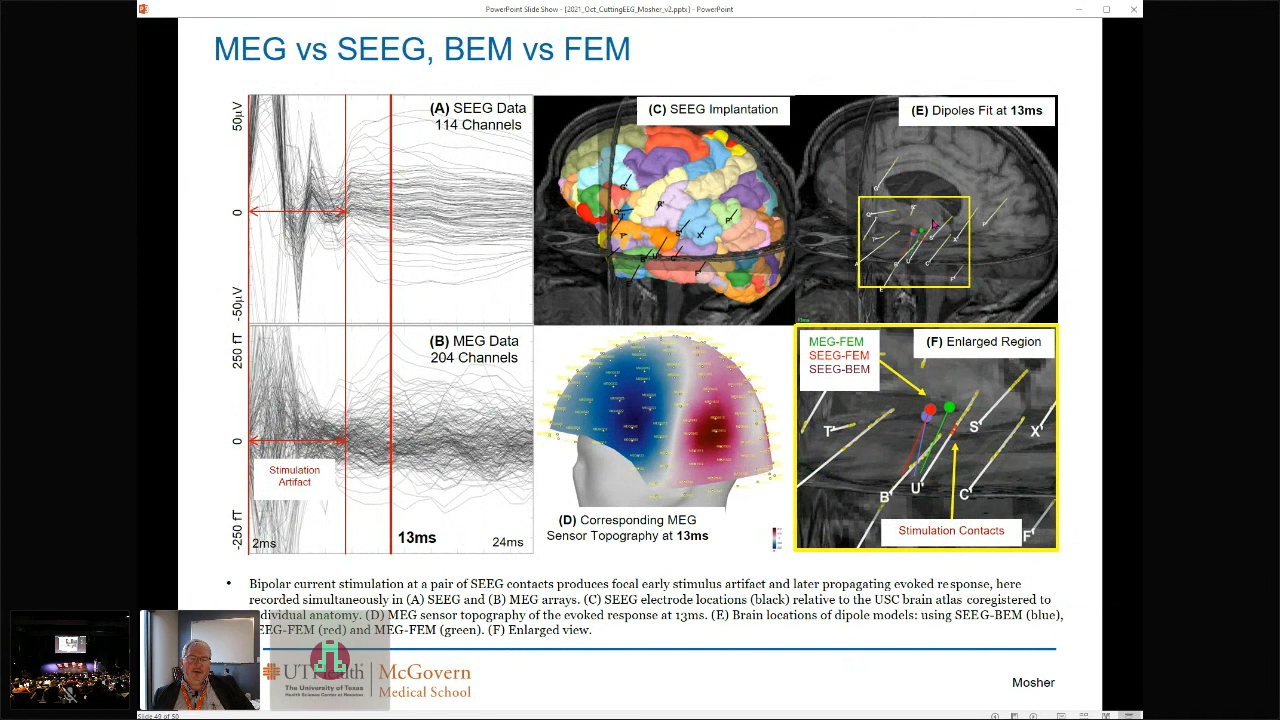 PowerPoint Slide Show - [2021_Oct_CuttingEEG_Mosher_v2.pptx] - PowerPoint
MEG vs SEEG, BEM vs FEM
(A) SEEG Data
114 Channels
50µV
0
-50µV
(B) MEG Data
204 Channels
250 fT
0
-250 fT
Stimulation
Artifact
2ms
13ms
24ms
(C) SEEG Implantation
(D) Corresponding MEG
Sensor Topography at 13ms
(E) Dipoles Fit at 13ms
(F) Enlarged Region
MEG-FEM
SEEG-FEM
SEEG-BEM
T'
S'
X'
B'
U'
C'
F'
Stimulation Contacts
• Bipolar current stimulation at a pair of SEEG contacts produces focal early stimulus artifact and later propagating evoked response, here
recorded simultaneously in (A) SEEG and (B) MEG arrays. (C) SEEG electrode locations (black) relative to the USC brain atlas coregistered to
individual anatomy. (D) MEG sensor topography of the evoked response at 13ms. (E) Brain locations of dipole models: using SEEG-BEM (blue),
SEEG-FEM (red) and MEG-FEM (green). (F) Enlarged view.
UTHealth
The University of Texas
Health Science Center at Houston
McGovern
Medical School
Mosher
Slide 49 of 50